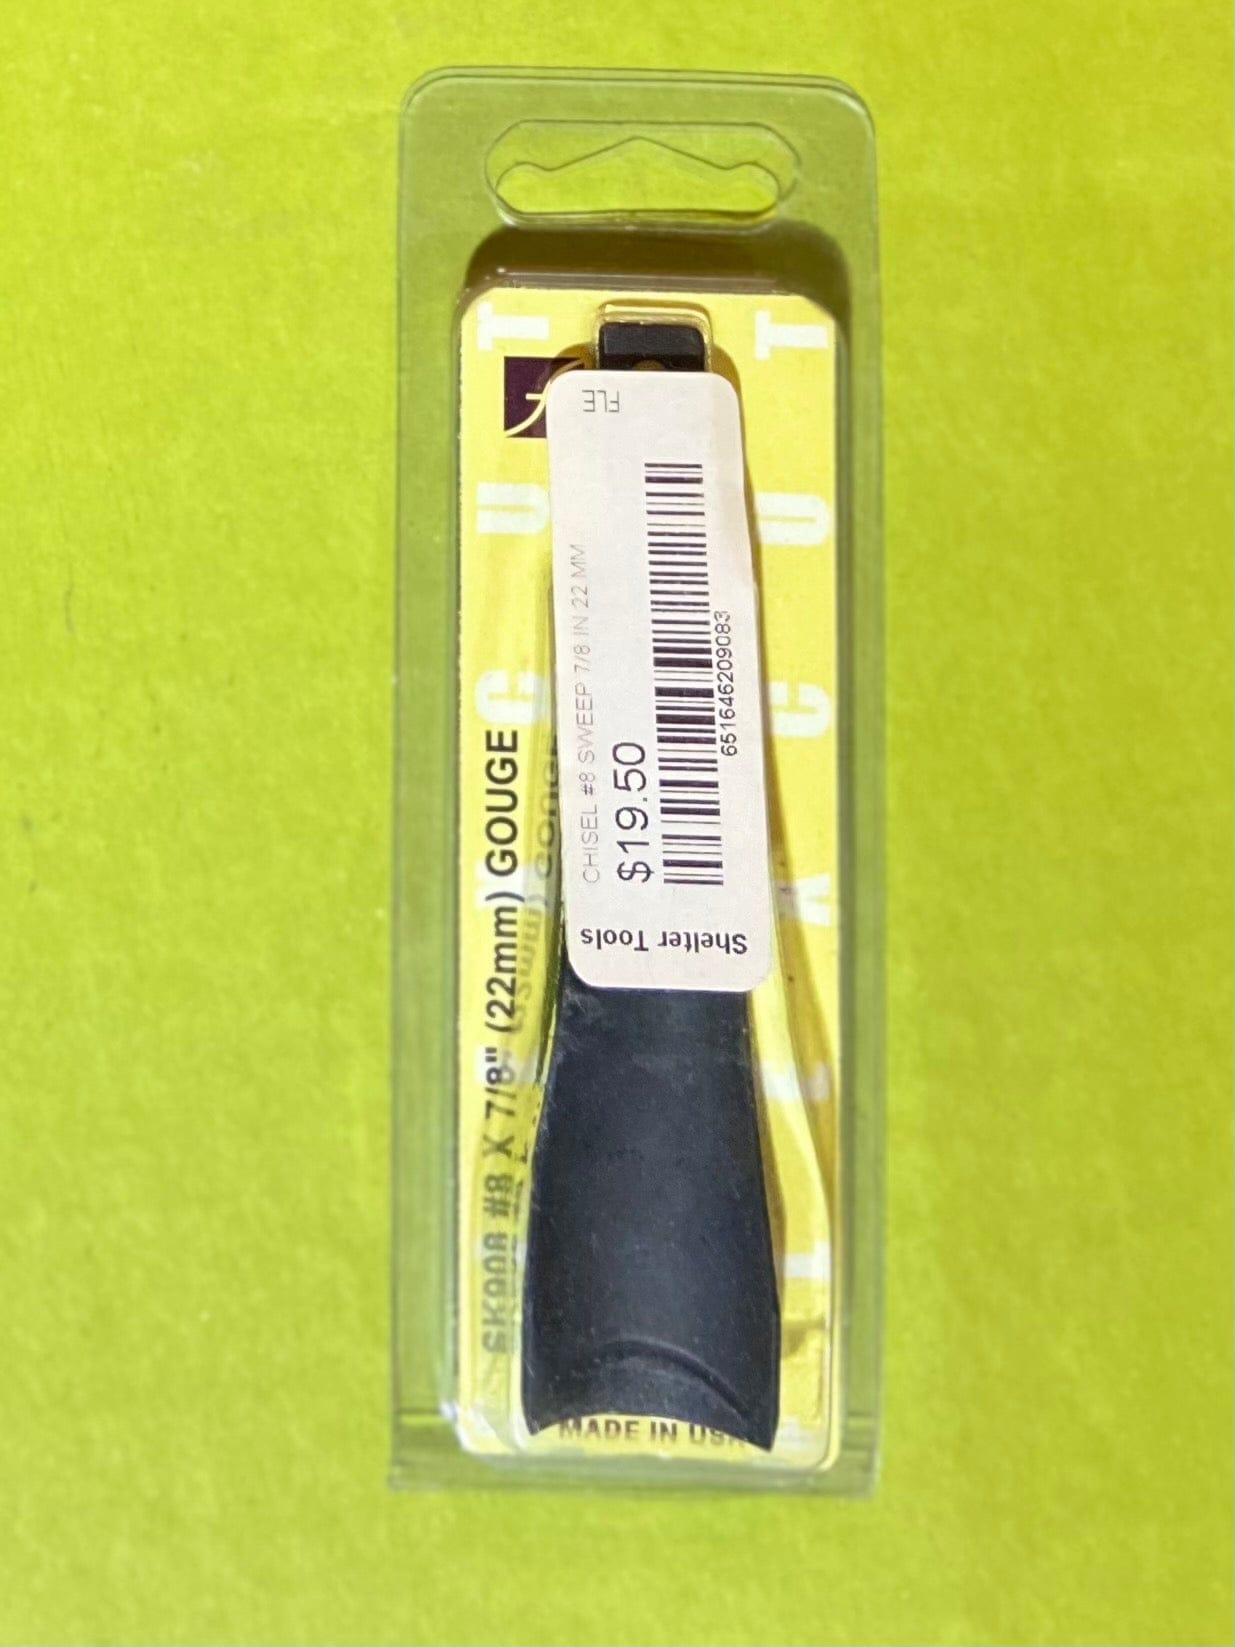 FLE
CHISEL #8 SWEEP 7/8 IN 22 MM
$19.50
651646209083
Shelter Tools
SK908 #8 X 7/8" (22mm) GOUGE
MADE IN USA